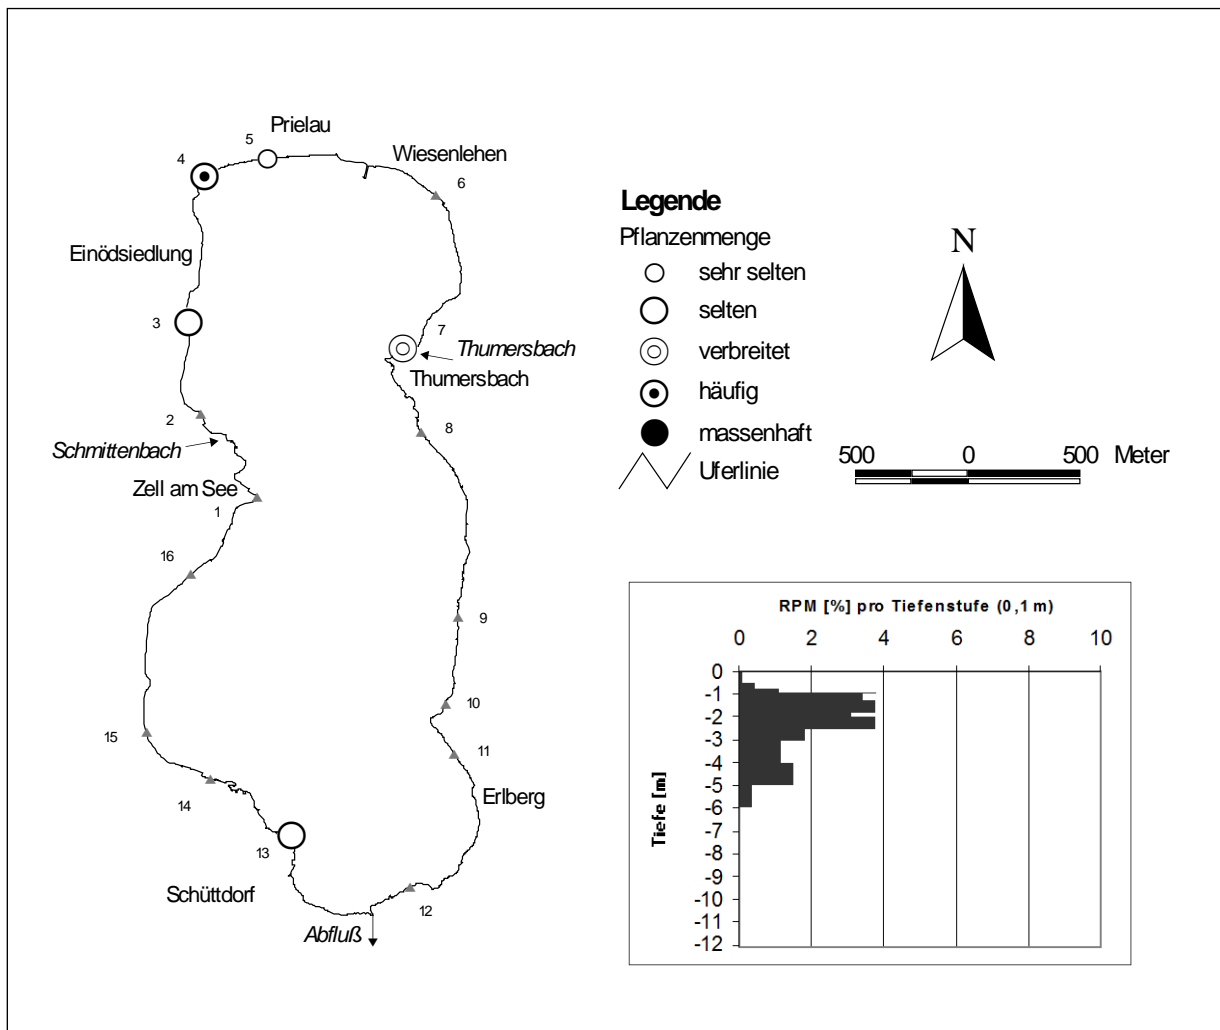 Prielau
5
4
Wiesenlehen
6
Einödsiedlung
3
7
Thumersbach
Thumersbach
2
8
Schmittenbach
Zell am See
1
16
9
10
15
11
14
Erlberg
13
Schüttdorf
12
Abfluß
Legende
Pflanzenmenge
sehr selten
selten
verbreitet
häufig
massenhaft
Uferlinie
N
500 0 500 Meter
RPM [%] pro Tiefenstufe (0,1 m)
0 2 4 6 8 10
Tiefe [m]
0
-1
-2
-3
-4
-5
-6
-7
-8
-9
-10
-11
-12